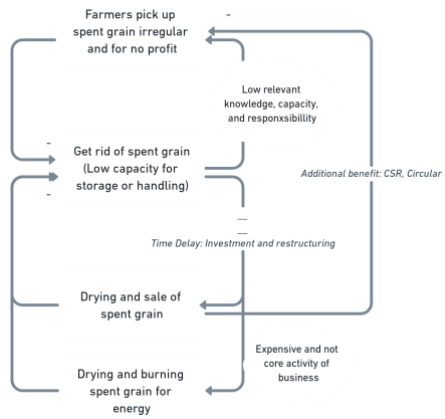 Farmers pick up
spent grain irregular
and for no profit
-
Low relevant
knowledge, capacity,
and responxsibillity
-
Get rid of spent grain
(Low capacity for
storage or handling)
-
Additional benefit: CSR, Circular
Time Delay: Investment and restructuring
Drying and sale of
spent grain
Expensive and not
core activity of
business
Drying and burning
spent grain for
energy